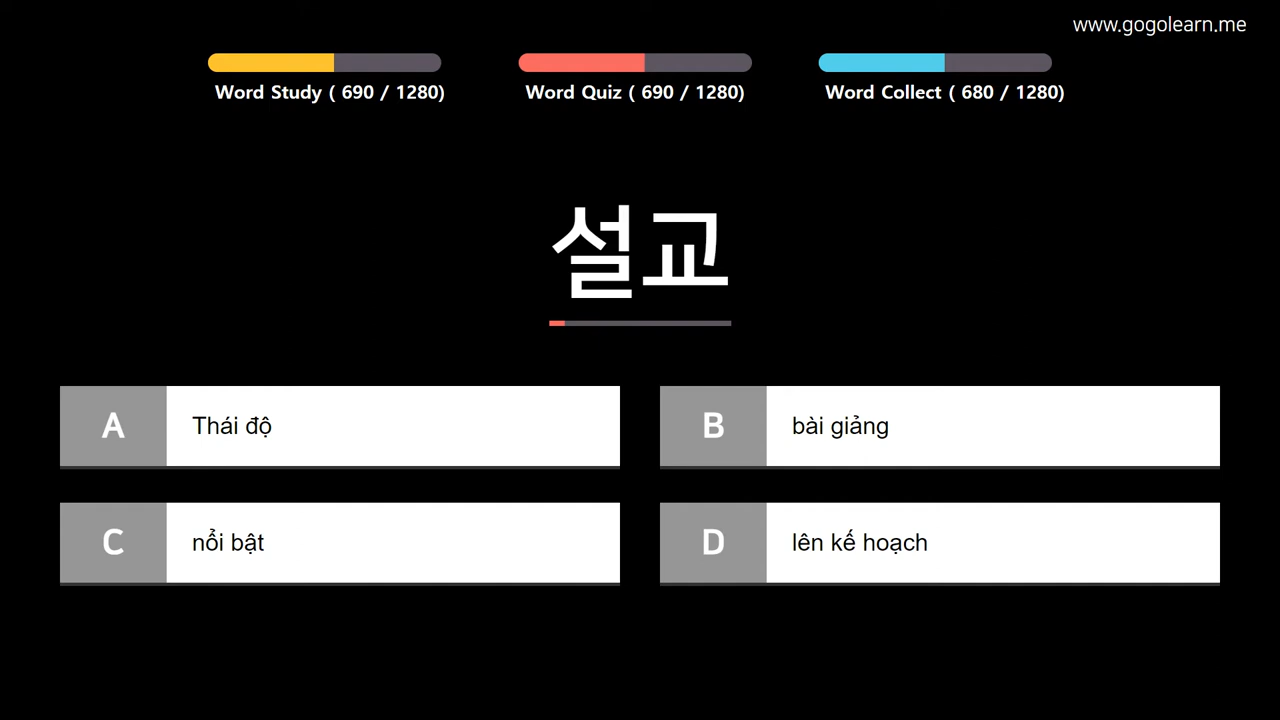 www.gogolearn.me
Word Study ( 690 / 1280)
Word Quiz ( 690 / 1280)
Word Collect ( 680 / 1280)
설교
A Thái độ
B bài giảng
C nổi bật
D lên kế hoạch